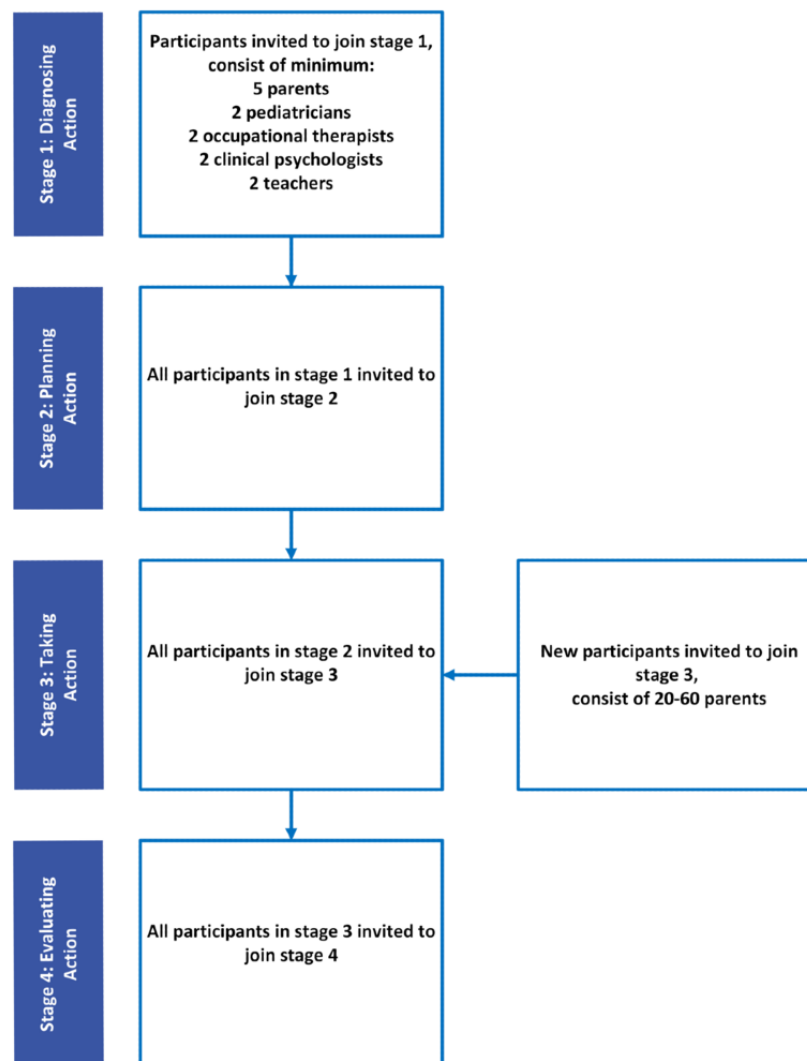 Stage 1: Diagnosing
Action
Participants invited to join stage 1,
consist of minimum:
5 parents
2 pediatricians
2 occupational therapists
2 clinical psychologists
2 teachers
Stage 2: Planning
Action
All participants in stage 1 invited to
join stage 2
Stage 3: Taking
Action
All participants in stage 2 invited to
join stage 3
New participants invited to join
stage 3,
consist of 20-60 parents
Stage 4: Evaluating
Action
All participants in stage 3 invited to
join stage 4